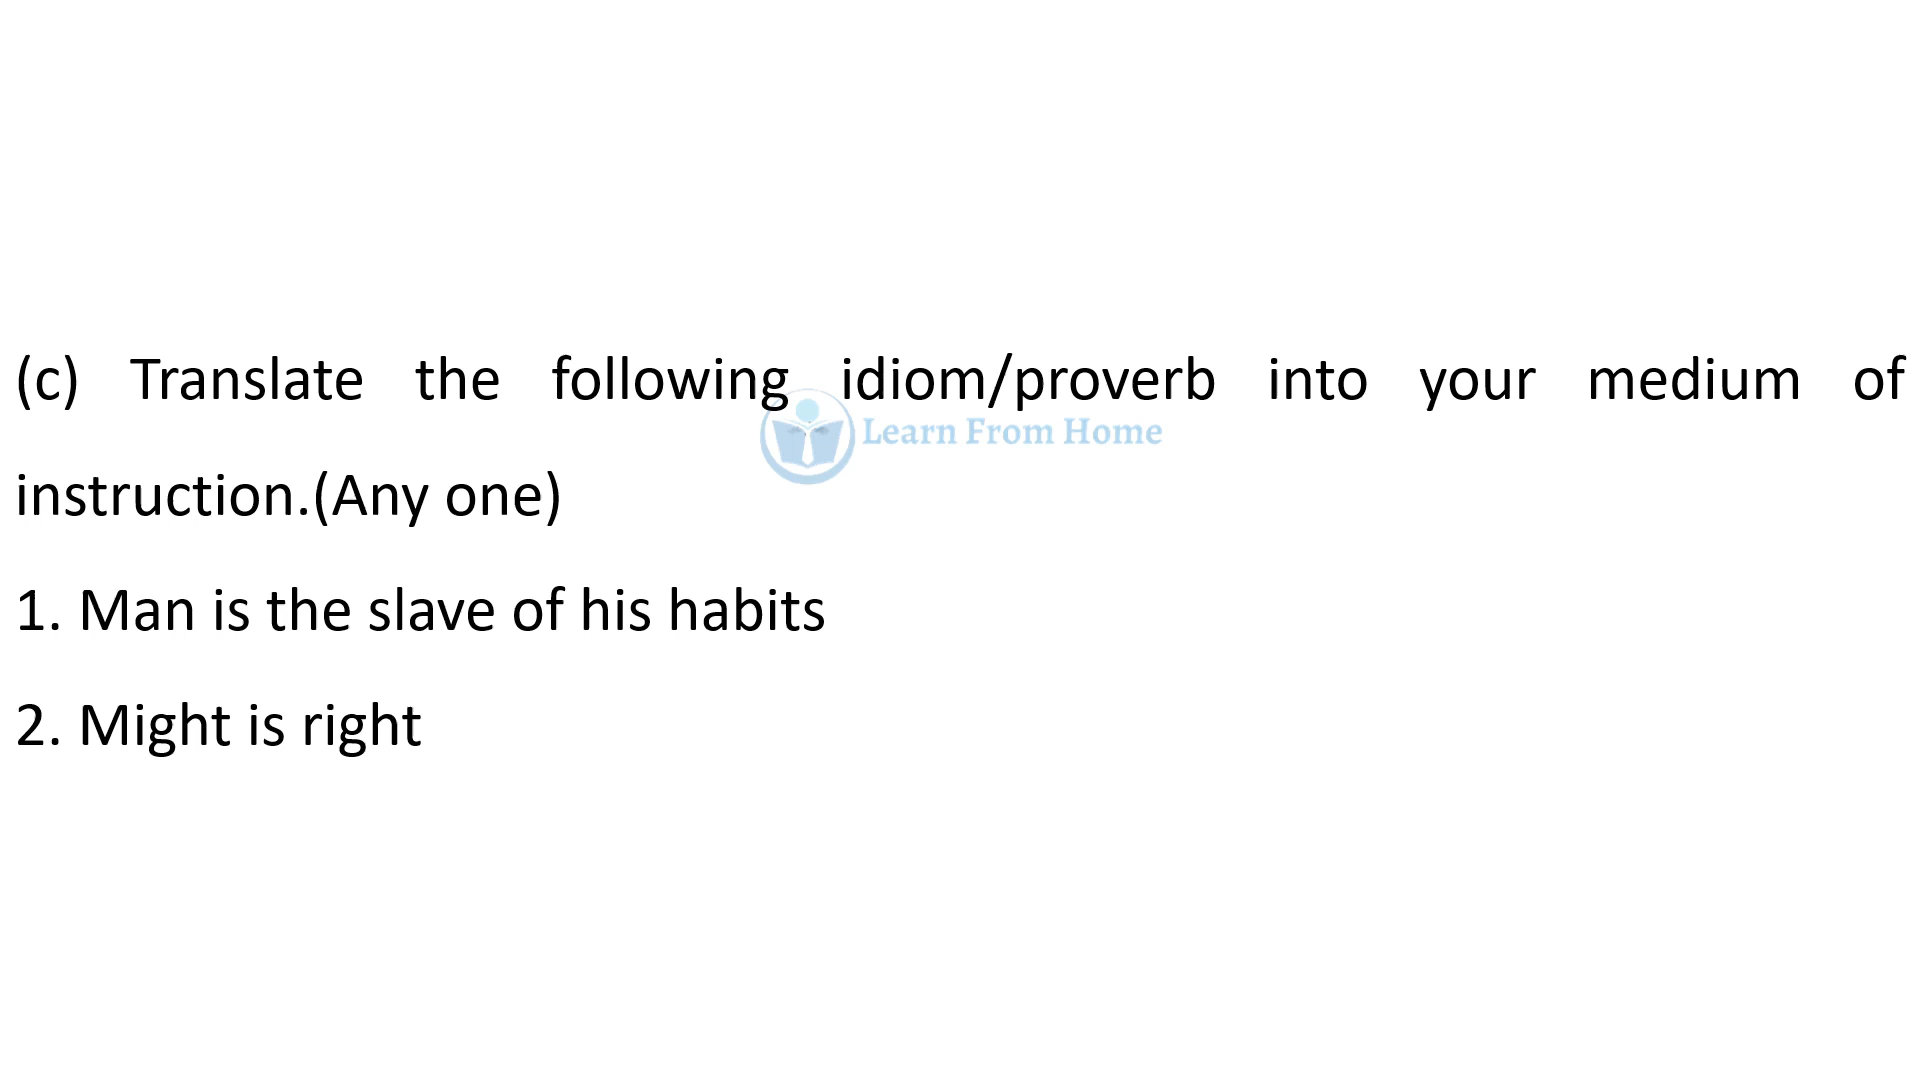 (c) Translate the following idiom/proverb into your medium of
Learn From Home
instruction.(Any one)
1. Man is the slave of his habits
2. Might is right